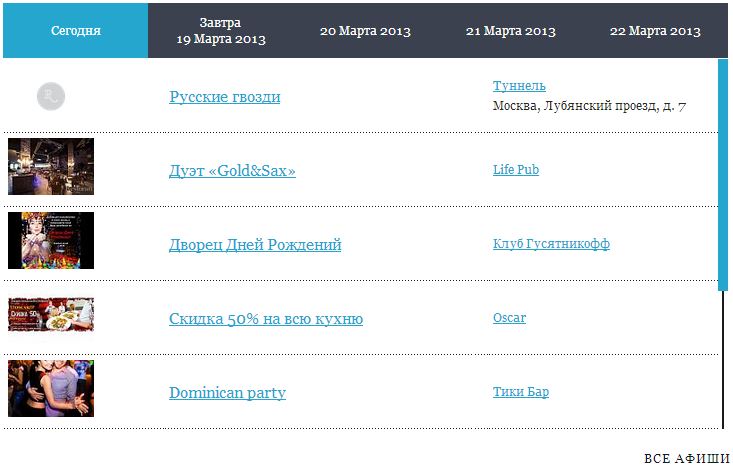 Сегодня
Завтра
19 Марта 2013
20 Марта 2013
21 Марта 2013
22 Марта 2013
Русские гвозди
Туннель
Москва, Лубянский проезд, д. 7
Дуэт «Gold&Sax»
Life Pub
Дворец Дней Рождений
Клуб Гусятникофф
Скидка 50% на всю кухню
Oscar
Dominican party
Тики Бар
ВСЕ АФИШИ